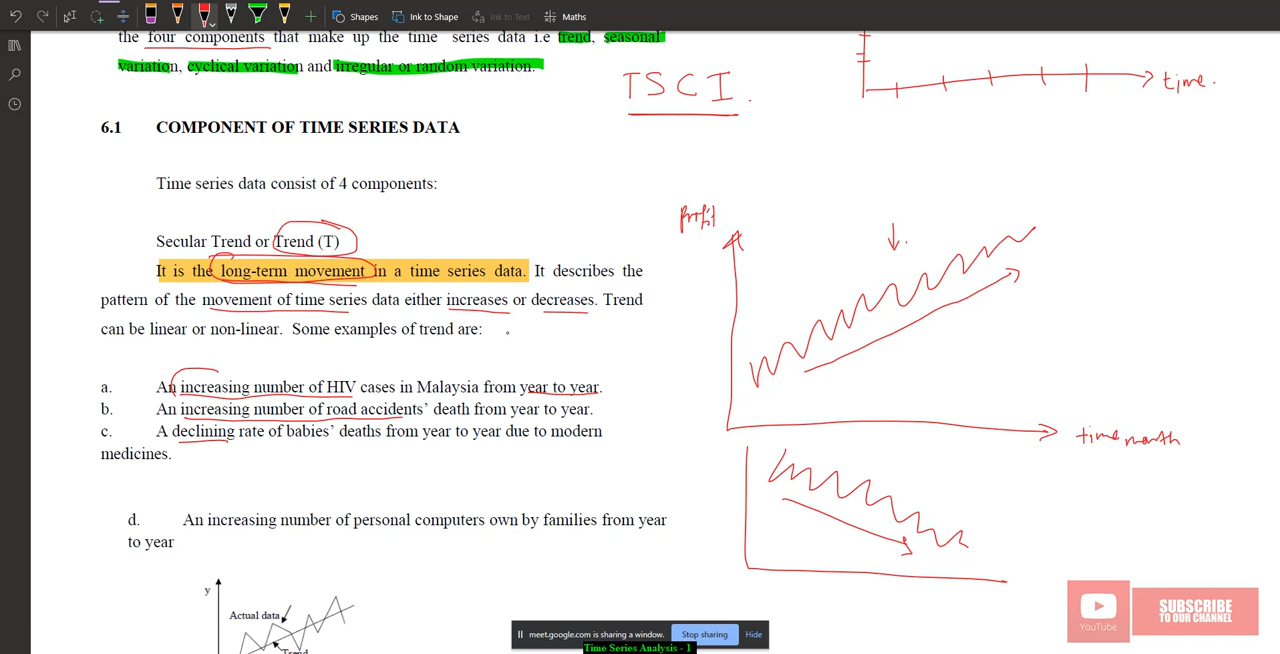 Shapes
Ink to Shape
Ink to Text
Maths
the four components that make up the time series data i.e trend, seasonal
variation, cyclical variation and irregular or random variation.
TSCI.
time.
6.1 COMPONENT OF TIME SERIES DATA
Time series data consist of 4 components:
Profit
Secular Trend or Trend (T)
It is the long-term movement in a time series data. It describes the
pattern of the movement of time series data either increases or decreases. Trend
can be linear or non-linear. Some examples of trend are:
a. An increasing number of HIV cases in Malaysia from year to year.
b. An increasing number of road accidents’ death from year to year.
c. A declining rate of babies’ deaths from year to year due to modern
medicines.
time month
d. An increasing number of personal computers own by families from year
to year
y
Actual data
Trend
YouTube
SUBSCRIBE
TO OUR CHANNEL
meet.google.com is sharing a window. Stop sharing Hide
Time Series Analysis - 1